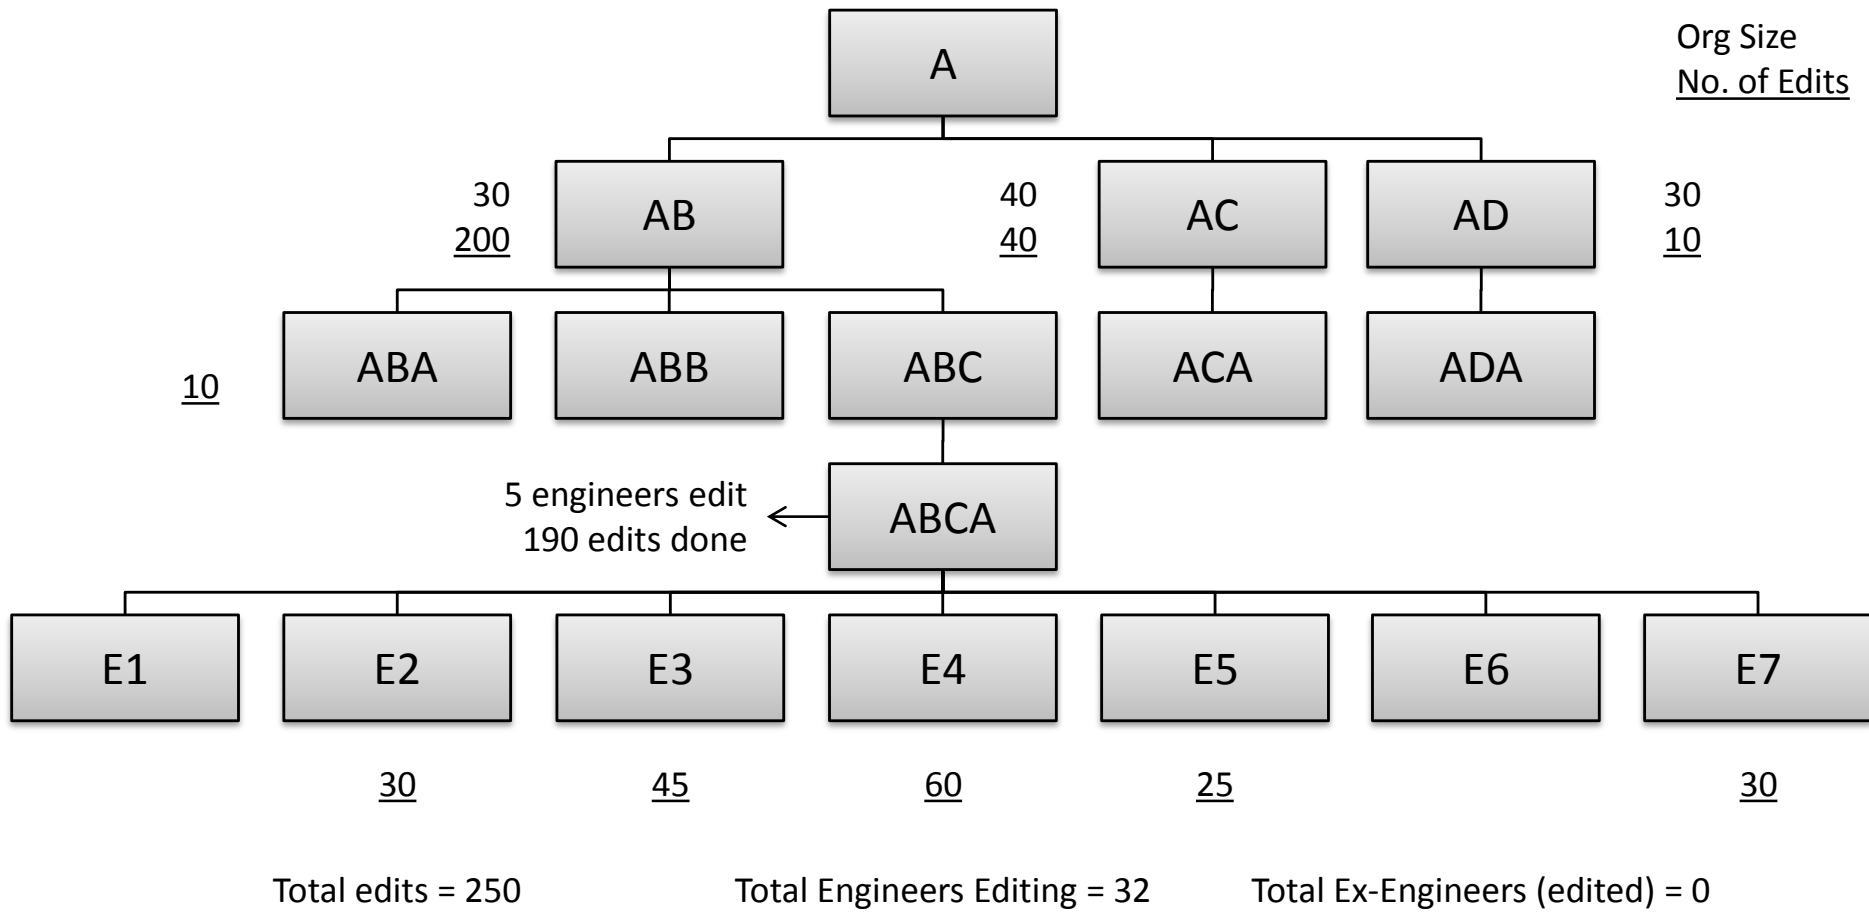 A
Org Size
No. of Edits
30
200
AB
40
40
AC
AD
30
10
10
ABA
ABB
ABC
ACA
ADA
5 engineers edit
190 edits done
ABCA
E1
E2
E3
E4
E5
E6
E7
30
45
60
25
30
Total edits = 250
Total Engineers Editing = 32
Total Ex-Engineers (edited) = 0